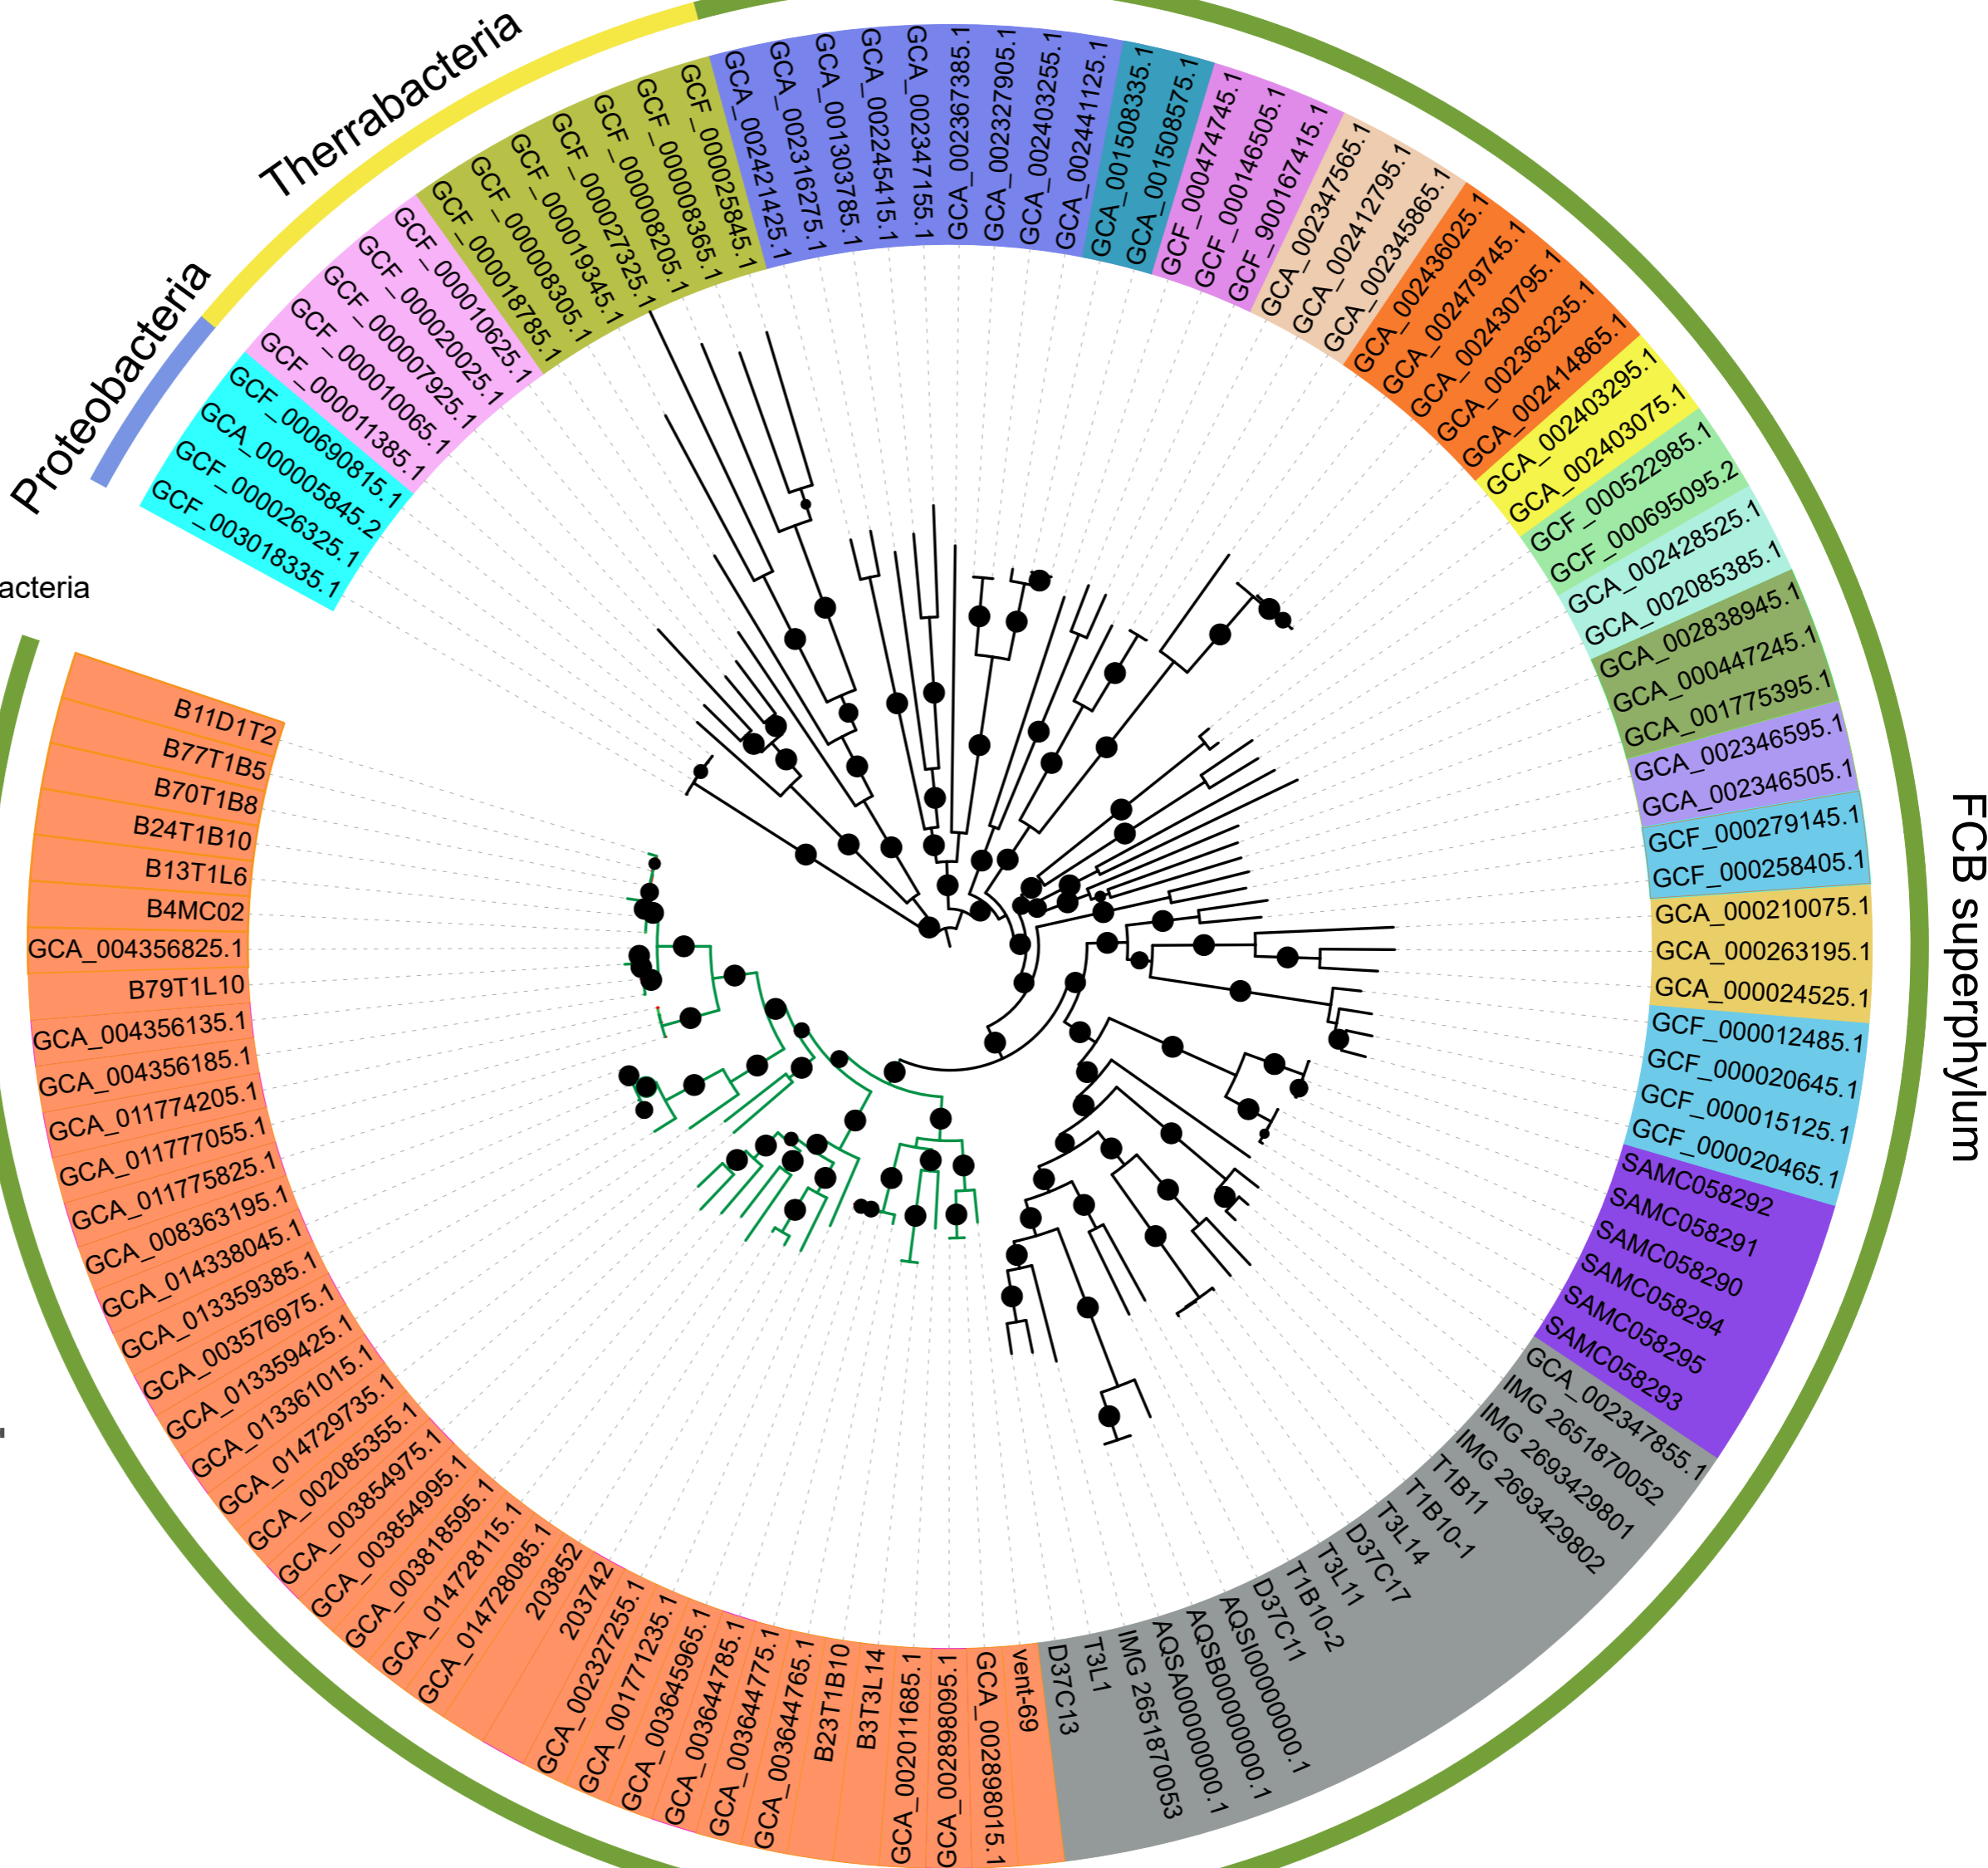 Therrabacteria
Proteobacteria
FCB superphylum
acteria
GCF_003018335.1
GCF_000026325.1
GCA_000005845.2
GCF_000690815.1
GCF_000011385.1
GCF_000010065.1
GCF_000007925.1
GCF_000020025.1
GCF_000010625.1
GCF_000018785.1
GCF_000008305.1
GCF_000019345.1
GCF_000027325.1
GCF_000008205.1
GCF_000008365.1
GCF_000025845.1
GCA_002421425.1
GCA_002316275.1
GCA_001303785.1
GCA_002245415.1
GCA_002347155.1
GCA_002367385.1
GCA_002327905.1
GCA_002403255.1
GCA_002441125.1
GCA_001508335.1
GCA_001508575.1
GCF_000474745.1
GCF_000146505.1
GCF_900167415.1
GCA_002347565.1
GCA_002412795.1
GCA_002345865.1
GCA_002436025.1
GCA_002479745.1
GCA_002430795.1
GCA_002363235.1
GCA_002414865.1
GCA_002403295.1
GCA_002403075.1
GCF_000522985.1
GCF_000695095.2
GCA_002428525.1
GCA_002085385.1
GCA_002838945.1
GCA_000447245.1
GCA_001775395.1
GCA_002346595.1
GCA_002346505.1
GCF_000279145.1
GCF_000258405.1
GCA_000210075.1
GCA_000263195.1
GCA_000024525.1
GCF_000012485.1
GCF_000020645.1
GCF_000015125.1
GCF_000020465.1
SAMC058292
SAMC058291
SAMC058290
SAMC058294
SAMC058295
SAMC058293
GCA_002347855.1
IMG 2651870052
IMG 2693429801
IMG 2693429802
T1B11
T1B10-1
T3L14
D37C17
T3L11
T1B10-2
D37C11
AQSI0000000.1
AQSB0000000.1
AQSA0000000.1
IMG 2651870053
T3L1
D37C13
vent-69
GCA_002898015.1
GCA_002898095.1
GCA_002011685.1
B3T3L14
B23T1B10
GCA_003644765.1
GCA_003644775.1
GCA_003644785.1
GCA_003645965.1
GCA_001771235.1
GCA_002327255.1
203742
203852
GCA_014728085.1
GCA_014728115.1
GCA_003818595.1
GCA_003854995.1
GCA_003854975.1
GCA_002085355.1
GCA_014729735.1
GCA_013361015.1
GCA_013359425.1
GCA_003576975.1
GCA_013359385.1
GCA_014338045.1
GCA_008363195.1
GCA_011775825.1
GCA_011777055.1
GCA_011774205.1
GCA_004356185.1
GCA_004356135.1
B79T1L10
GCA_004356825.1
B4MC02
B13T1L6
B24T1B10
B70T1B8
B77T1B5
B11D1T2